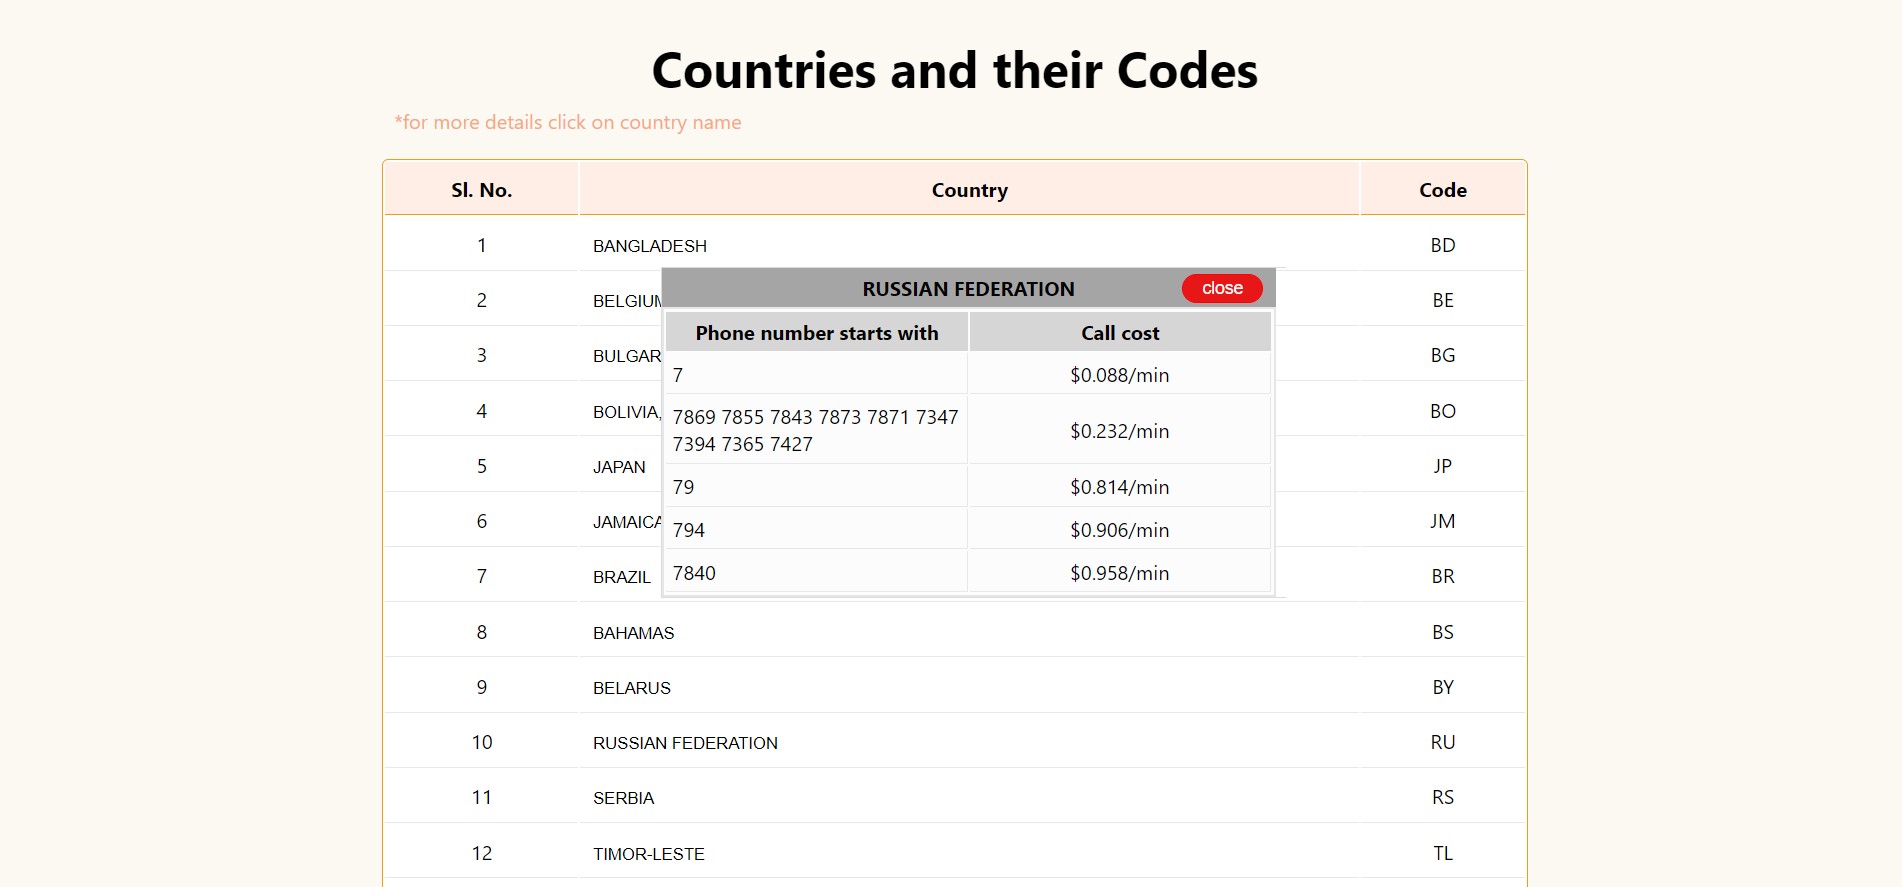 Countries and their Codes
*for more details click on country name
Sl. No. Country Code
1 BANGLADESH BD
RUSSIAN FEDERATION close
2 BELGIUM BE
Phone number starts with Call cost
3 BULGAR BG
7 $0.088/min
4 BOLIVIA, BO
7869 7855 7843 7873 7871 7347
7394 7365 7427 $0.232/min
5 JAPAN JP
79 $0.814/min
6 JAMAICA JM
794 $0.906/min
7 BRAZIL BR
7840 $0.958/min
8 BAHAMAS BS
9 BELARUS BY
10 RUSSIAN FEDERATION RU
11 SERBIA RS
12 TIMOR-LESTE TL